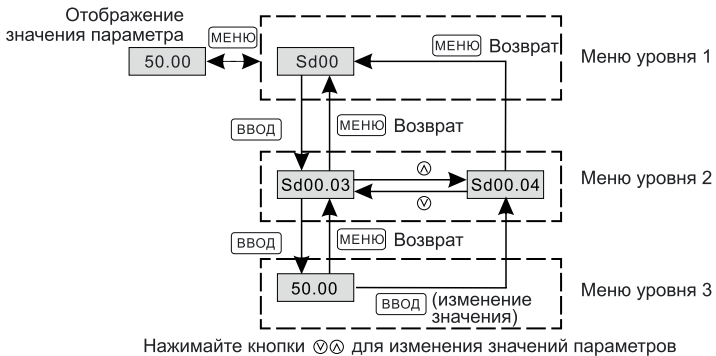 Отображение
значения параметра
МЕНЮ
50.00
Sd00
МЕНЮ Возврат
Меню уровня 1
ВВОД
МЕНЮ Возврат
Sd00.03
Sd00.04
Меню уровня 2
ВВОД
МЕНЮ Возврат
50.00
ВВОД (изменение
значения)
Меню уровня 3
Нажимайте кнопки для изменения значений параметров